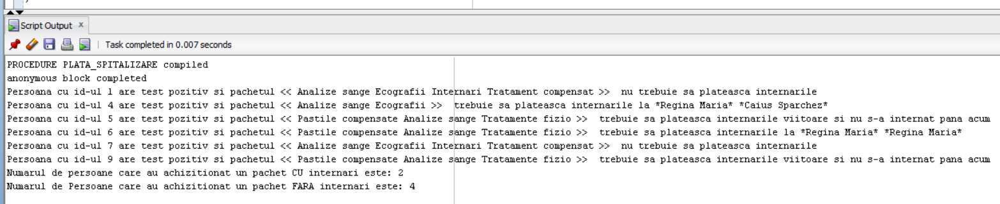 Script Output x
Task completed in 0.007 seconds
PROCEDURE PLATA_SPITALIZARE compiled
anonymous block completed
Persoana cu id-ul 1 are test pozitiv si pachetul << Analize sange Ecografii Internari Tratament compensat >>  nu trebuie sa plateasca internarile
Persoana cu id-ul 4 are test pozitiv si pachetul << Analize sange Ecografii >>  trebuie sa plateasca internarile la *Regina Maria* *Caius Sparchez*
Persoana cu id-ul 5 are test pozitiv si pachetul << Pastile compensate Analize sange Tratamente fizio >>  trebuie sa plateasca internarile viitoare si nu s-a internat pana acum
Persoana cu id-ul 6 are test pozitiv si pachetul << Pastile compensate Analize sange Tratamente fizio >>  trebuie sa plateasca internarile la *Regina Maria* *Regina Maria*
Persoana cu id-ul 7 are test pozitiv si pachetul << Analize sange Ecografii Internari Tratament compensat >>  nu trebuie sa plateasca internarile
Persoana cu id-ul 9 are test pozitiv si pachetul << Pastile compensate Analize sange Tratamente fizio >>  trebuie sa plateasca internarile viitoare si nu s-a internat pana acum
Numarul de persoane care au achizitionat un pachet CU internari este: 2
Numarul de Persoane care au achizitionat un pachet FARA internari este: 4